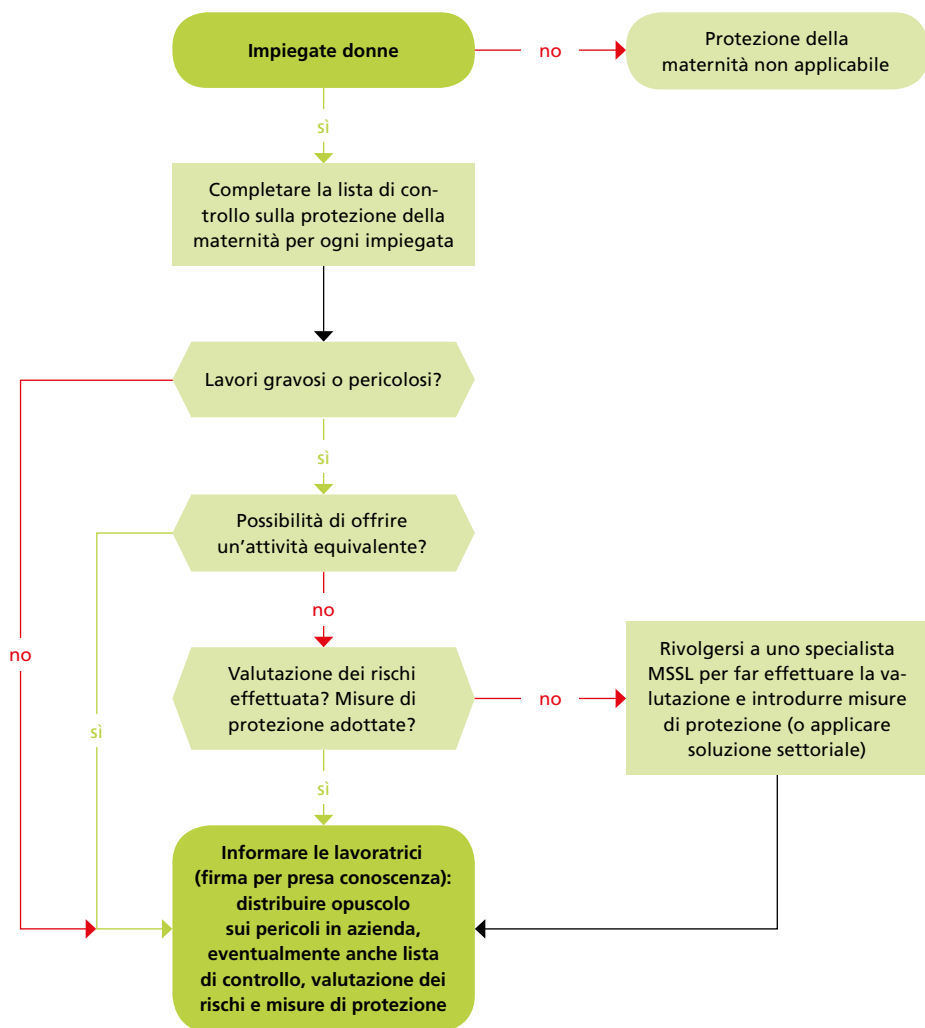 Impiegate donne
no
Protezione della
maternità non applicabile
sì
Completare la lista di con-
trollo sulla protezione della
maternità per ogni impiegata
Lavori gravosi o pericolosi?
sì
Possibilità di offrire
un’attività equivalente?
no
no
Valutazione dei rischi
effettuata? Misure di
protezione adottate?
no
Rivolgersi a uno specialista
MSSL per far effettuare la va-
lutazione e introdurre misure
di protezione (o applicare
soluzione settoriale)
sì
sì
Informare le lavoratrici
(firma per presa conoscenza):
distribuire opuscolo
sui pericoli in azienda,
eventualmente anche lista
di controllo, valutazione dei
rischi e misure di protezione